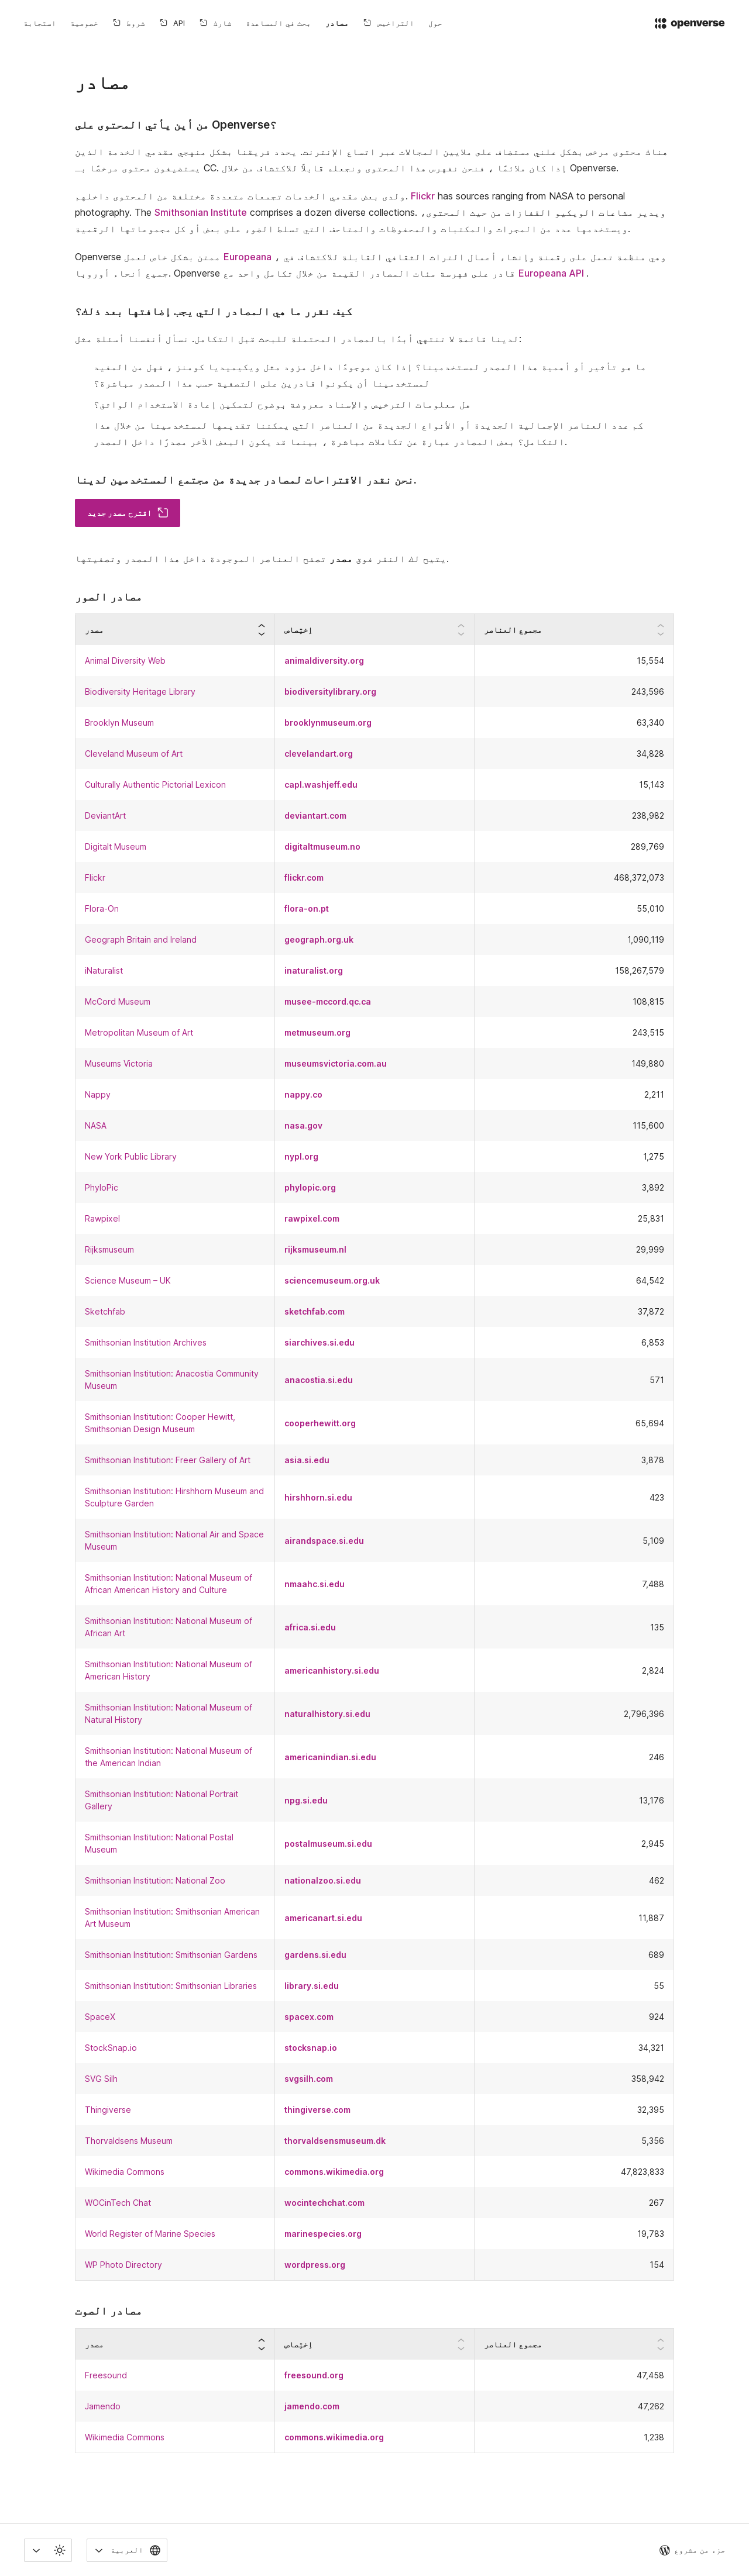 openverse
حول
التراخيص
مصادر
بحث في المساعدة
شارك
API
شروط
خصوصية
استجابة
مصادر
من أين يأتي المحتوى على Openverse؟
هناك محتوى مرخص بشكل علني مستضاف على ملايين المجالات عبر اتساع الإنترنت. يحدد فريقنا بشكل منهجي مقدمي الخدمة الذين
يستضيفون محتوى مرخصًا بـ CC. إذا كان ملائمًا ، فنحن نفهرس هذا المحتوى ونجعله قابلاً للاكتشاف من خلال Openverse.
ولدى بعض مقدمي الخدمات تجمعات متعددة مختلفة من المحتوى داخلهم. Flickr has sources ranging from NASA to personal
photography. The Smithsonian Institute comprises a dozen diverse collections. ويدير مشاعات الويكيو القفازات من حيث المحتوى،
ويستخدمها عدد من المجرات والمكتبات والمحفوظات والمتاحف التي تسلط الضوء على بعض أو كل مجموعاتها الرقمية.
Openverse ممتن بشكل خاص لعمل Europeana ، وهي منظمة تعمل على رقمنة وإنشاء أعمال التراث الثقافي القابلة للاكتشاف في
جميع أنحاء أوروبا. Openverse قادر على فهرسة مئات المصادر القيمة من خلال تكامل واحد مع Europeana API .
كيف نقرر ما هي المصادر التي يجب إضافتها بعد ذلك؟
لدينا قائمة لا تنتهي أبدًا بالمصادر المحتملة للبحث قبل التكامل. نسأل أنفسنا أسئلة مثل:
ما هو تأثير أو أهمية هذا المصدر لمستخدمينا؟ إذا كان موجودًا داخل مزود مثل ويكيميديا كومنز ، فهل من المفيد
لمستخدمينا أن يكونوا قادرين على التصفية حسب هذا المصدر مباشرة؟
هل معلومات الترخيص والإسناد معروضة بوضوح لتمكين إعادة الاستخدام الواثق؟
كم عدد العناصر الإجمالية الجديدة أو الأنواع الجديدة من العناصر التي يمكننا تقديمها لمستخدمينا من خلال هذا
التكامل؟ بعض المصادر عبارة عن تكاملات مباشرة ، بينما قد يكون البعض الآخر مصدرًا داخل المصدر.
نحن نقدر الاقتراحات لمصادر جديدة من مجتمع المستخدمين لدينا.
اقترح مصدر جديد
يتيح لك النقر فوق مصدر تصفح العناصر الموجودة داخل هذا المصدر وتصفيتها.
مصادر الصور
مصدر اِختِصاص مجموع العناصر
Animal Diversity Web animaldiversity.org 15,554
Biodiversity Heritage Library biodiversitylibrary.org 243,596
Brooklyn Museum brooklynmuseum.org 63,340
Cleveland Museum of Art clevelandart.org 34,828
Culturally Authentic Pictorial Lexicon capl.washjeff.edu 15,143
DeviantArt deviantart.com 238,982
Digitalt Museum digitaltmuseum.no 289,769
Flickr flickr.com 468,372,073
Flora-On flora-on.pt 55,010
Geograph Britain and Ireland geograph.org.uk 1,090,119
iNaturalist inaturalist.org 158,267,579
McCord Museum musee-mccord.qc.ca 108,815
Metropolitan Museum of Art metmuseum.org 243,515
Museums Victoria museumsvictoria.com.au 149,880
Nappy nappy.co 2,211
NASA nasa.gov 115,600
New York Public Library nypl.org 1,275
PhyloPic phylopic.org 3,892
Rawpixel rawpixel.com 25,831
Rijksmuseum rijksmuseum.nl 29,999
Science Museum – UK sciencemuseum.org.uk 64,542
Sketchfab sketchfab.com 37,872
Smithsonian Institution Archives siarchives.si.edu 6,853
Smithsonian Institution: Anacostia Community
Museum anacostia.si.edu 571
Smithsonian Institution: Cooper Hewitt,
Smithsonian Design Museum cooperhewitt.org 65,694
Smithsonian Institution: Freer Gallery of Art asia.si.edu 3,878
Smithsonian Institution: Hirshhorn Museum and
Sculpture Garden hirshhorn.si.edu 423
Smithsonian Institution: National Air and Space
Museum airandspace.si.edu 5,109
Smithsonian Institution: National Museum of
African American History and Culture nmaahc.si.edu 7,488
Smithsonian Institution: National Museum of
African Art africa.si.edu 135
Smithsonian Institution: National Museum of
American History americanhistory.si.edu 2,824
Smithsonian Institution: National Museum of
Natural History naturalhistory.si.edu 2,796,396
Smithsonian Institution: National Museum of
the American Indian americanindian.si.edu 246
Smithsonian Institution: National Portrait
Gallery npg.si.edu 13,176
Smithsonian Institution: National Postal
Museum postalmuseum.si.edu 2,945
Smithsonian Institution: National Zoo nationalzoo.si.edu 462
Smithsonian Institution: Smithsonian American
Art Museum americanart.si.edu 11,887
Smithsonian Institution: Smithsonian Gardens gardens.si.edu 689
Smithsonian Institution: Smithsonian Libraries library.si.edu 55
SpaceX spacex.com 924
StockSnap.io stocksnap.io 34,321
SVG Silh svgsilh.com 358,942
Thingiverse thingiverse.com 32,395
Thorvaldsens Museum thorvaldsensmuseum.dk 5,356
Wikimedia Commons commons.wikimedia.org 47,823,833
WOCinTech Chat wocintechchat.com 267
World Register of Marine Species marinespecies.org 19,783
WP Photo Directory wordpress.org 154
مصادر الصوت
مصدر اِختِصاص مجموع العناصر
Freesound freesound.org 47,458
Jamendo jamendo.com 47,262
Wikimedia Commons commons.wikimedia.org 1,238
العربية
جزء من مشروع